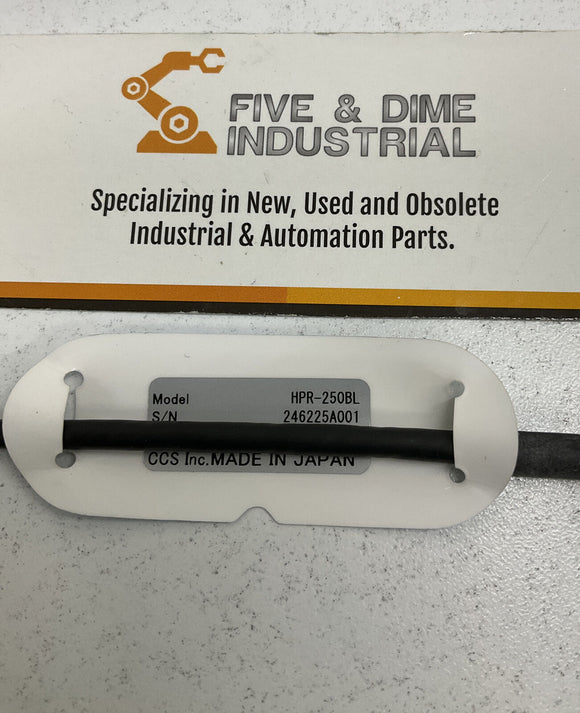 FIVE & DIME
INDUSTRIAL
Specializing in New, Used and Obsolete
Industrial & Automation Parts.
Model HPR-250BL
S/N 246225A001
CCS Inc. MADE IN JAPAN